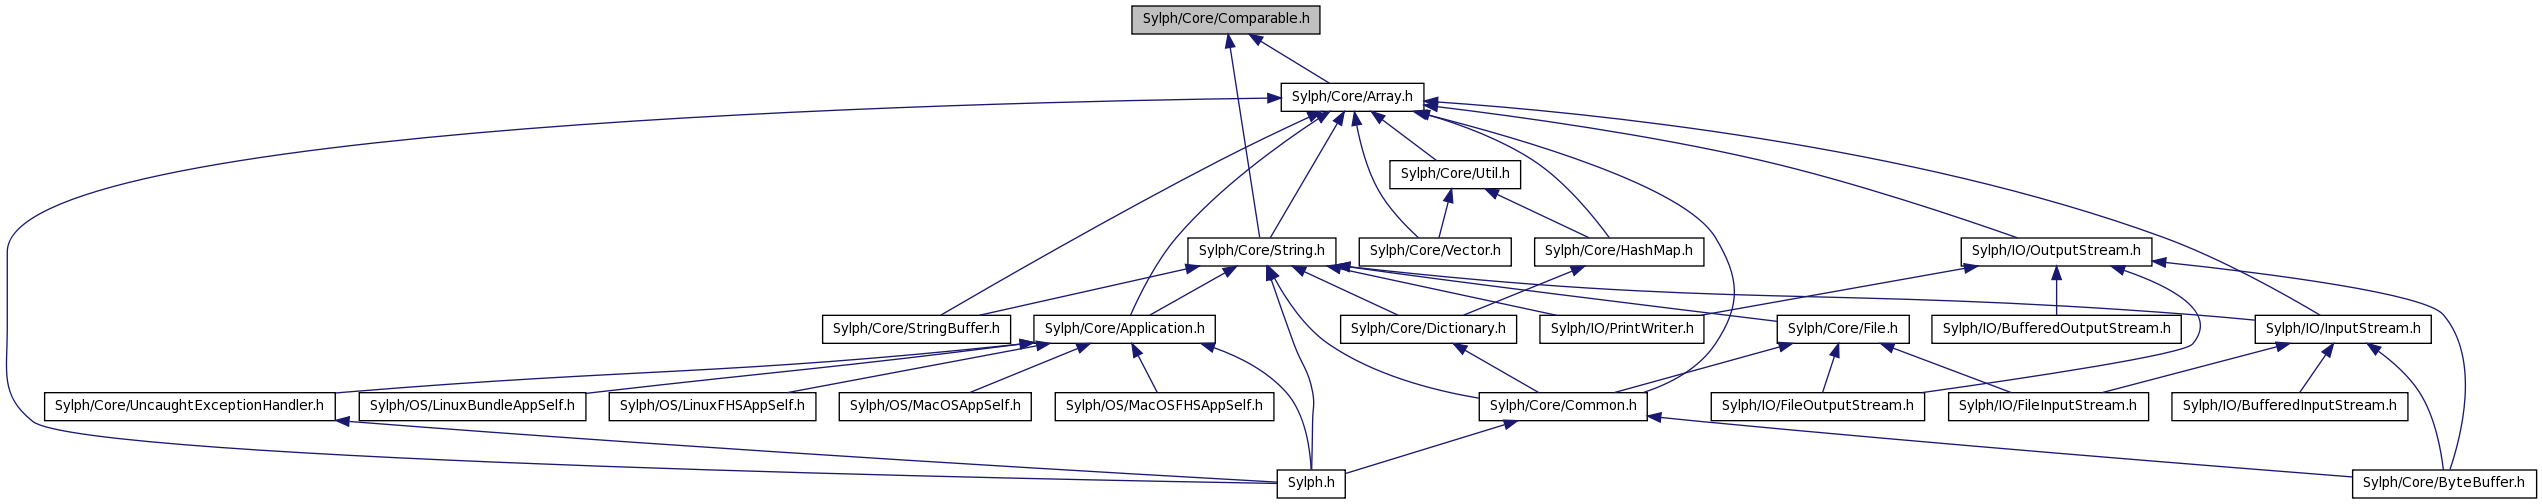 Sylph/Core/Comparable.h
Sylph/Core/Array.h
Sylph/Core/Util.h
Sylph/Core/String.h
Sylph/Core/Vector.h
Sylph/Core/HashMap.h
Sylph/IO/OutputStream.h
Sylph/Core/StringBuffer.h
Sylph/Core/Application.h
Sylph/Core/Dictionary.h
Sylph/IO/PrintWriter.h
Sylph/Core/File.h
Sylph/IO/BufferedOutputStream.h
Sylph/IO/InputStream.h
Sylph/Core/UncaughtExceptionHandler.h
Sylph/OS/LinuxBundleAppSelf.h
Sylph/OS/LinuxFHSAppSelf.h
Sylph/OS/MacOSAppSelf.h
Sylph/OS/MacOSFHSAppSelf.h
Sylph/Core/Common.h
Sylph/IO/FileOutputStream.h
Sylph/IO/FileInputStream.h
Sylph/IO/BufferedInputStream.h
Sylph.h
Sylph/Core/ByteBuffer.h